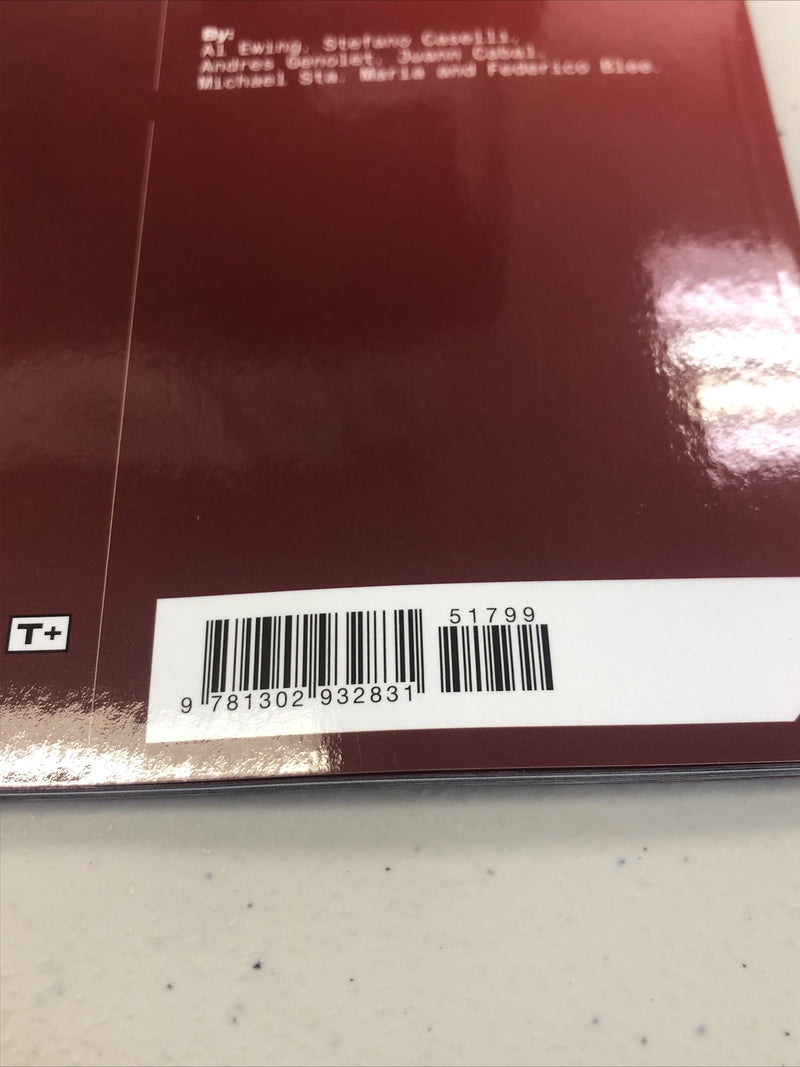 By:
Al Ewing, Stefano Caselli,
Andres Genolet, Juann Cabal,
Michael Sta. Maria and Federico Blee.
T+
51799
9 781302 932831